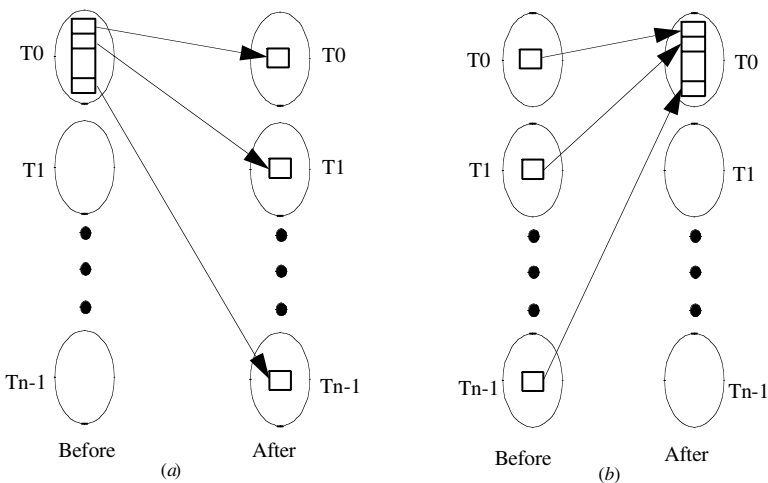 T0 T0
T1 T1
Tn-1 Tn-1
Before After
(a)
T0 T0
T1 T1
Tn-1 Tn-1
Before After
(b)